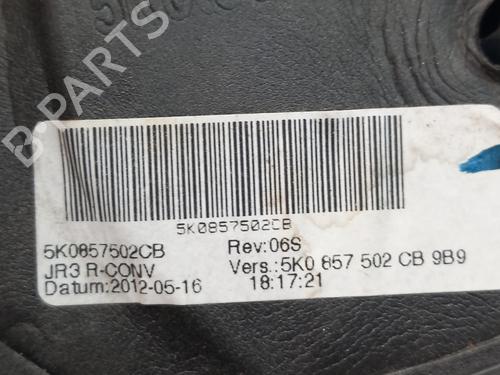 5K0857502CB
5K0857502CB
Rev:06S
JR3 R-CONV
Vers.:5K0 857 502 CB 9B9
Datum:2012-05-16
18:17:21
B-PARTS